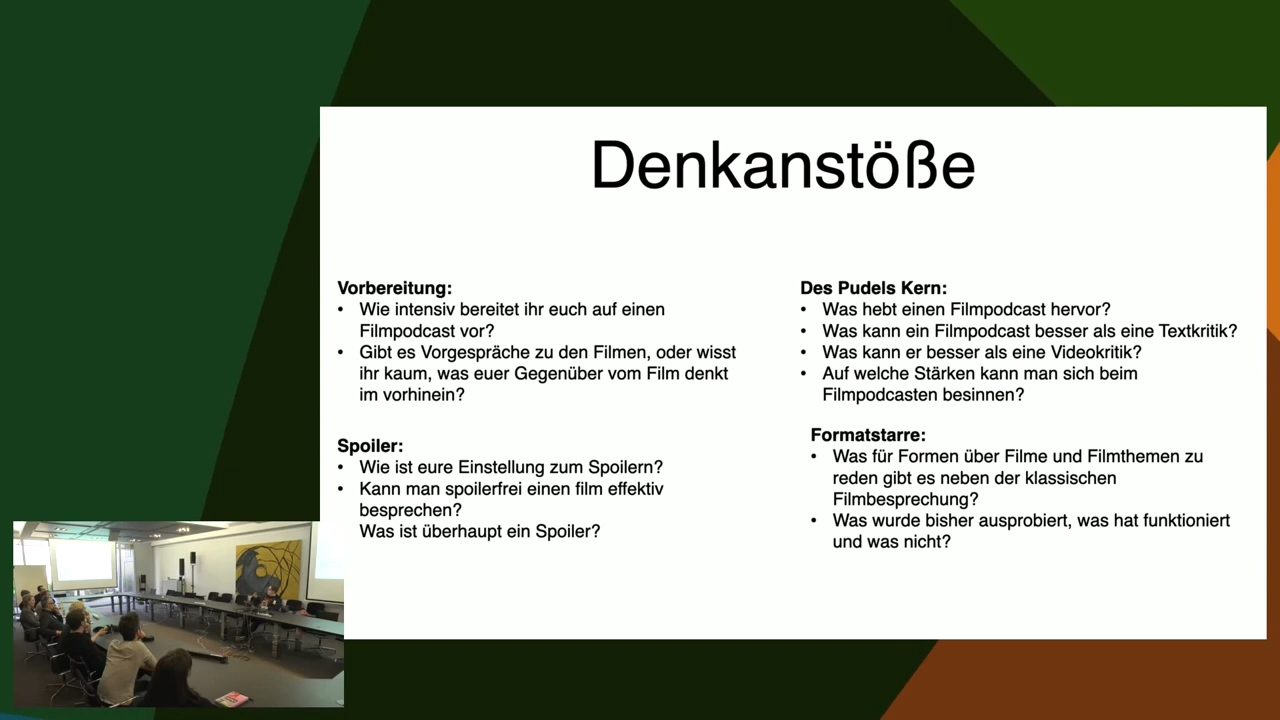 Denkanstöße
Vorbereitung:
• Wie intensiv bereitet ihr euch auf einen
Filmpodcast vor?
• Gibt es Vorgespräche zu den Filmen, oder wisst
ihr kaum, was euer Gegenüber vom Film denkt
im vorhinein?
Spoiler:
• Wie ist eure Einstellung zum Spoilern?
• Kann man spoilerfrei einen film effektiv
besprechen?
Was ist überhaupt ein Spoiler?
Des Pudels Kern:
• Was hebt einen Filmpodcast hervor?
• Was kann ein Filmpodcast besser als eine Textkritik?
• Was kann er besser als eine Videokritik?
• Auf welche Stärken kann man sich beim
Filmpodcasten besinnen?
Formatstarre:
• Was für Formen über Filme und Filmthemen zu
reden gibt es neben der klassischen
Filmbesprechung?
• Was wurde bisher ausprobiert, was hat funktioniert
und was nicht?